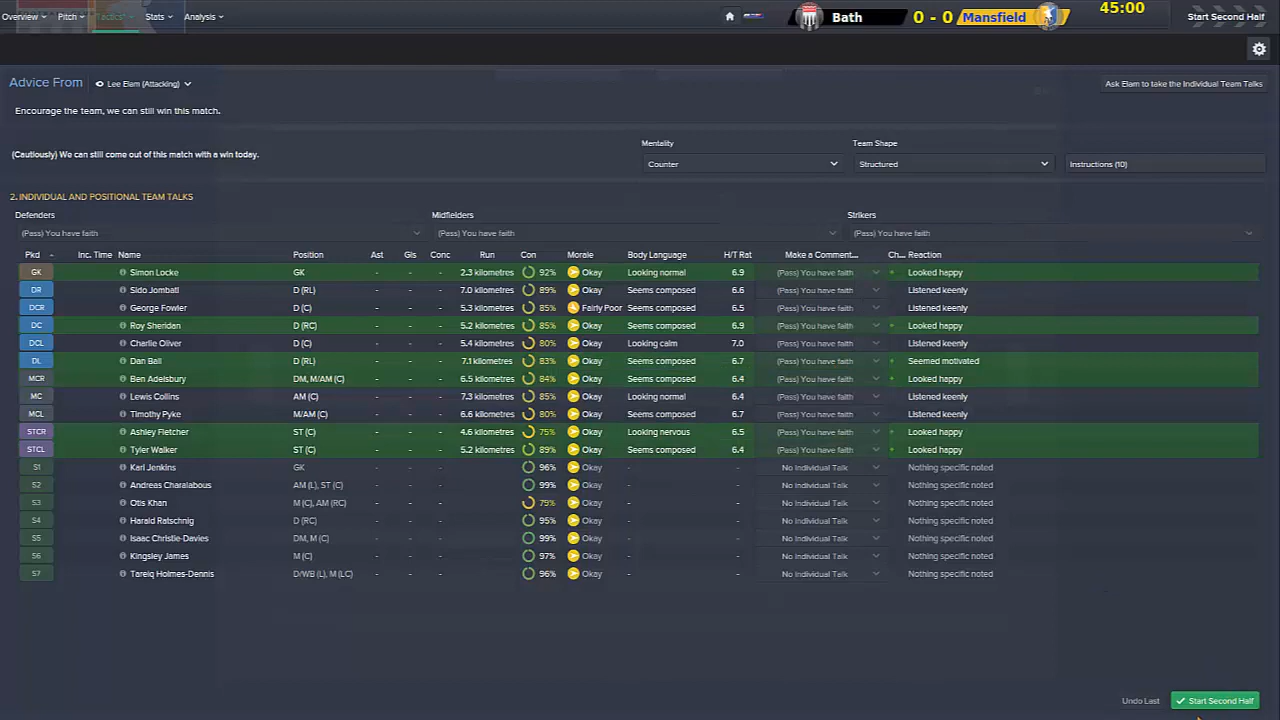 Overview Pitch Tactics Stats Analysis Bath 0 - 0 Mansfield 45:00 Start Second Half
Advice From Lee Elam (Attacking) Ask Elam to take the Individual Team Talks
Encourage the team, we can still win this match.
Mentality Team Shape
(Cautiously) We can still come out of this match with a win today. Counter Structured Instructions (10)
2. INDIVIDUAL AND POSITIONAL TEAM TALKS
Defenders Midfielders Strikers
(Pass) You have faith (Pass) You have faith (Pass) You have faith
Pkd Inc. Time Name Position Ast Gls Conc Run Con Morale Body Language H/T Rat Make a Comment... Ch... Reaction
GK Simon Locke GK - - - 2.3 kilometres 92% Okay Looking normal 6.9 (Pass) You have faith Looked happy
DR Sido Jombati D (RL) - - - 7.0 kilometres 89% Okay Seems composed 6.6 (Pass) You have faith Listened keenly
DCR George Fowler D (C) - - - 5.3 kilometres 85% Fairly Poor Seems composed 6.5 (Pass) You have faith Listened keenly
DC Roy Sheridan D (RC) - - - 5.2 kilometres 85% Okay Seems composed 6.9 (Pass) You have faith Looked happy
DCL Charlie Oliver D (C) - - - 5.4 kilometres 80% Okay Looking calm 7.0 (Pass) You have faith Listened keenly
DL Dan Ball D (RL) - - - 7.1 kilometres 83% Okay Seems composed 6.7 (Pass) You have faith Seemed motivated
MCR Ben Adelsbury DM, M/AM (C) - - - 6.5 kilometres 84% Okay Seems composed 6.4 (Pass) You have faith Looked happy
MC Lewis Collins AM (C) - - - 7.3 kilometres 85% Okay Looking normal 6.4 (Pass) You have faith Listened keenly
MCL Timothy Pyke M/AM (C) - - - 6.6 kilometres 80% Okay Seems composed 6.7 (Pass) You have faith Listened keenly
STCR Ashley Fletcher ST (C) - - - 4.6 kilometres 75% Okay Looking nervous 6.5 (Pass) You have faith Looked happy
STCL Tyler Walker ST (C) - - - 5.2 kilometres 89% Okay Seems composed 6.4 (Pass) You have faith Looked happy
S1 Karl Jenkins GK - - - 96% Okay - - No Individual Talk Nothing specific noted
S2 Andreas Charalabous AM (L), ST (C) - - - 99% Okay - - No Individual Talk Nothing specific noted
S3 Otis Khan M (C), AM (RC) - - - 79% Okay - - No Individual Talk Nothing specific noted
S4 Harald Ratschnig D (RC) - - - 95% Okay - - No Individual Talk Nothing specific noted
S5 Isaac Christie-Davies DM, M (C) - - - 99% Okay - - No Individual Talk Nothing specific noted
S6 Kingsley James M (C) - - - 97% Okay - - No Individual Talk Nothing specific noted
S7 Tareiq Holmes-Dennis D/WB (L), M (LC) - - - 96% Okay - - No Individual Talk Nothing specific noted
Undo Last Start Second Half